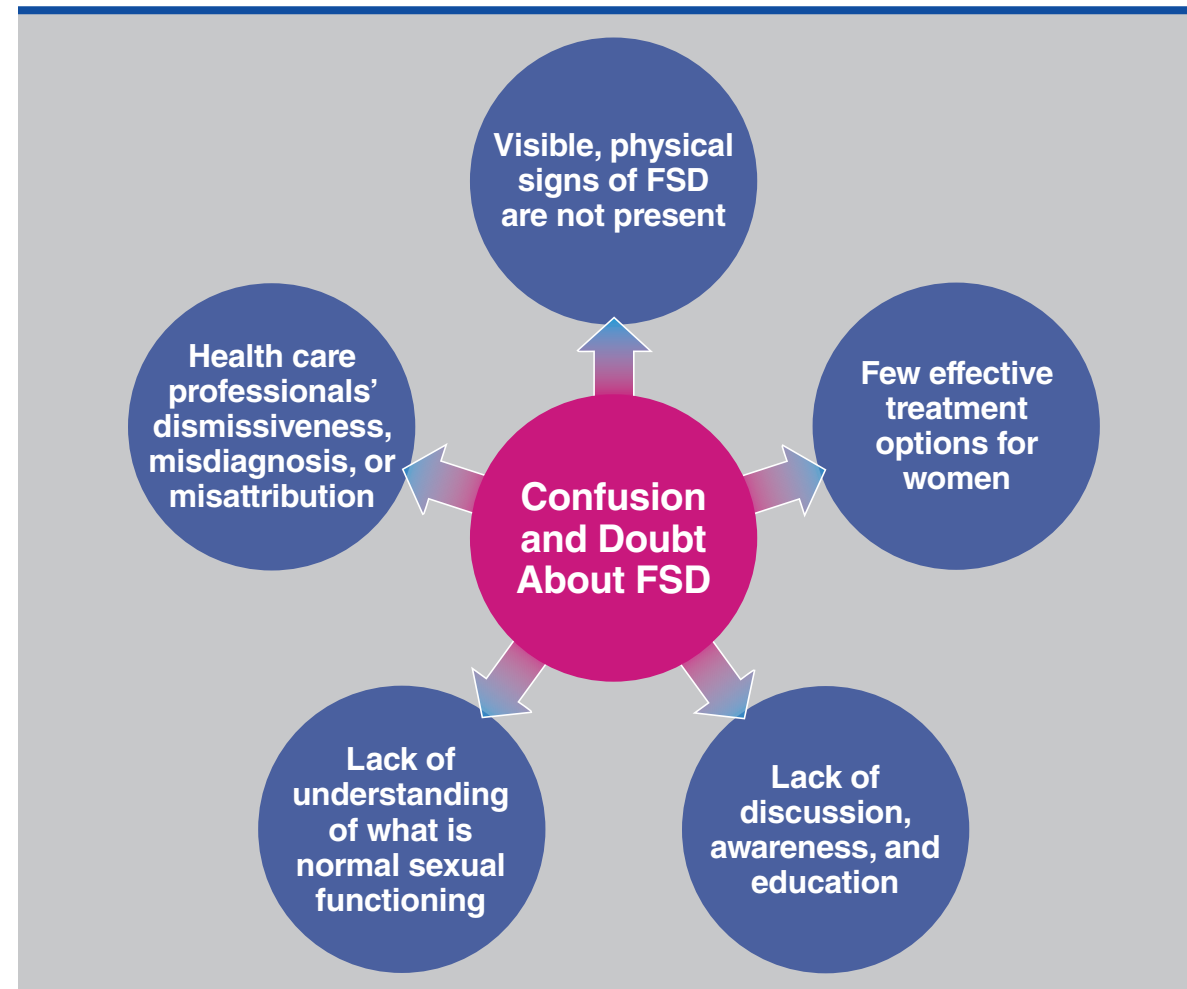 Visible, physical
signs of FSD
are not present
Few effective
treatment
options for
women
Lack of
discussion,
awareness, and
education
Lack of
understanding
of what is
normal sexual
functioning
Health care
professionals’
dismissiveness,
misdiagnosis, or
misattribution
Confusion
and Doubt
About FSD